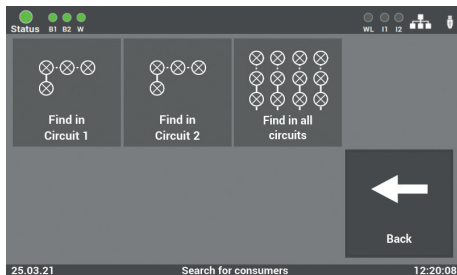 Status B1 B2 W WL I1 I2
Find in
Circuit 1
Find in
Circuit 2
Find in all
circuits
Back
25.03.21 Search for consumers 12:20:08